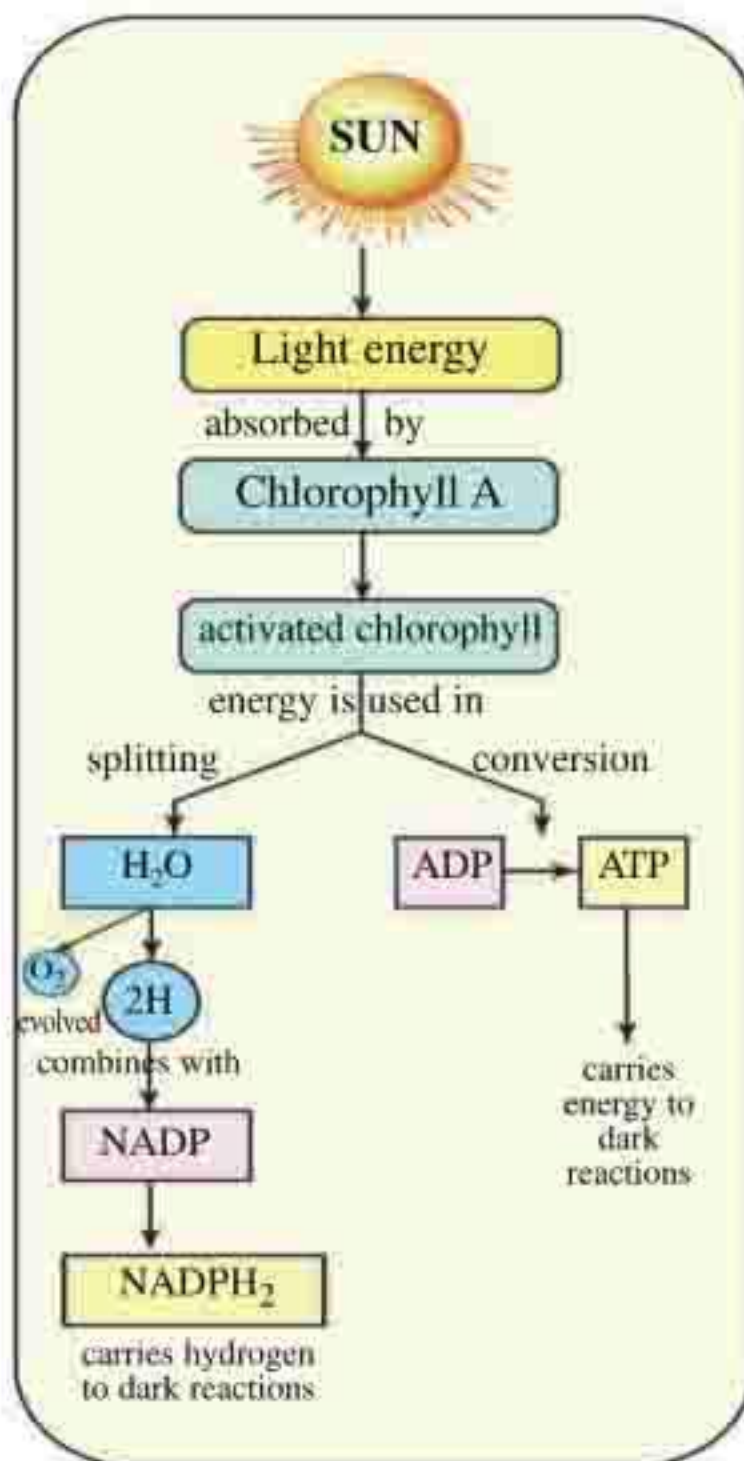 SUN
Light energy
absorbed by
Chlorophyll A
activated chlorophyll
energy is used in
splitting
conversion
H₂O
ADP
ATP
O₂
evolved
2H
combines with
NADP
NADPH₂
carries hydrogen
to dark reactions
carries
energy to
dark
reactions